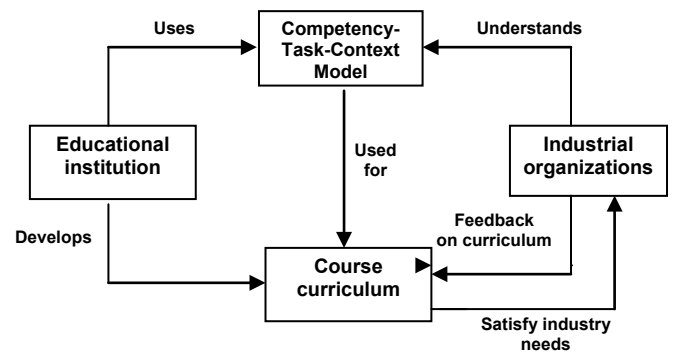 Uses
Competency-
Task-Context
Model
Understands
Educational
institution
Used
for
Industrial
organizations
Develops
Feedback
on curriculum
Course
curriculum
Satisfy industry
needs